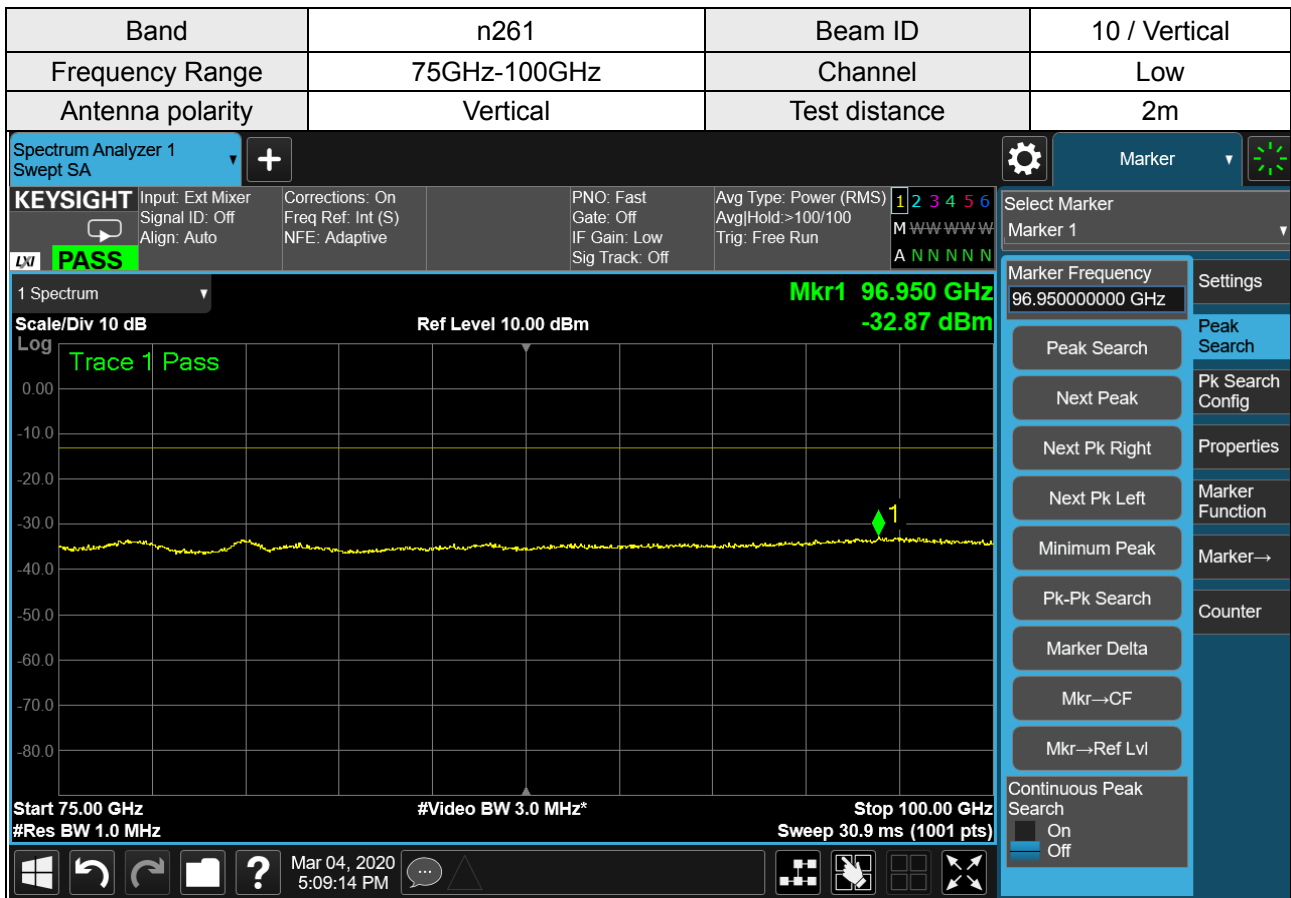 Band n261 Beam ID 10 / Vertical
Frequency Range 75GHz-100GHz Channel Low
Antenna polarity Vertical Test distance 2m
Spectrum Analyzer 1
Swept SA
+
Marker
KEYSIGHT
LXI PASS
Input: Ext Mixer
Signal ID: Off
Align: Auto
Corrections: On
Freq Ref: Int (S)
NFE: Adaptive
PNO: Fast
Gate: Off
IF Gain: Low
Sig Track: Off
Avg Type: Power (RMS)
Avg|Hold:>100/100
Trig: Free Run
1 2 3 4 5 6
M W W W W W
A N N N N N
Select Marker
Marker 1
1 Spectrum
Mkr1 96.950 GHz
-32.87 dBm
Scale/Div 10 dB
Ref Level 10.00 dBm
Log
Trace 1 Pass
0.00
-10.0
-20.0
-30.0
-40.0
-50.0
-60.0
-70.0
-80.0
1
Start 75.00 GHz
#Video BW 3.0 MHz*
Stop 100.00 GHz
#Res BW 1.0 MHz
Sweep 30.9 ms (1001 pts)
Marker Frequency
96.950000000 GHz
Peak Search
Next Peak
Next Pk Right
Next Pk Left
Minimum Peak
Pk-Pk Search
Marker Delta
Mkr→CF
Mkr→Ref Lvl
Continuous Peak
Search
On
Off
Settings
Peak
Search
Pk Search
Config
Properties
Marker
Function
Marker→
Counter
?
Mar 04, 2020
5:09:14 PM